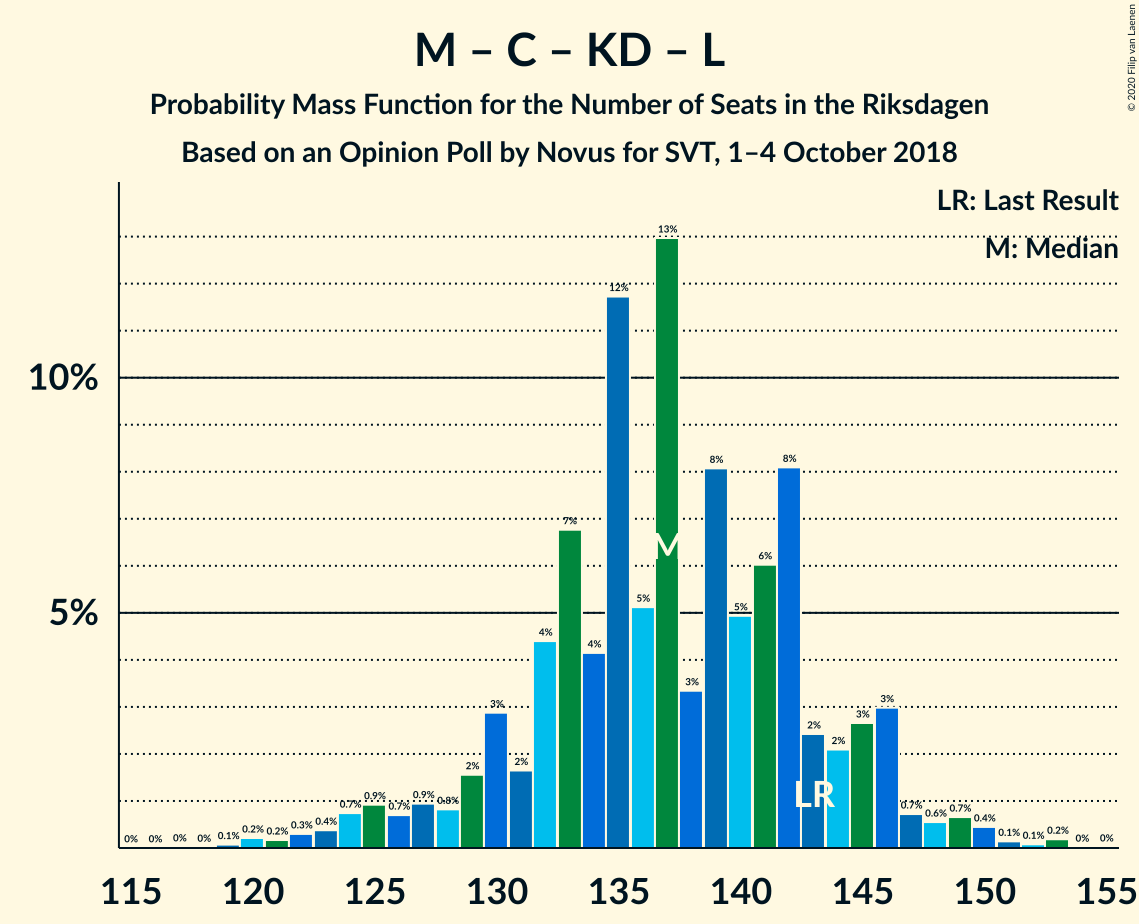 © 2020 Filip van Laenen
M – C – KD – L
Probability Mass Function for the Number of Seats in the Riksdagen
Based on an Opinion Poll by Novus for SVT, 1–4 October 2018
LR: Last Result
M: Median
10%
5%
0% 0% 0% 0% 0.1% 0.2% 0.2% 0.3% 0.4% 0.7% 0.9% 0.7% 0.9% 0.8% 2% 3% 2% 4% 7% 4% 12% 5% 13% 3% 8% 5% 6% 8% 2% 2% 3% 3% 0.7% 0.6% 0.7% 0.4% 0.1% 0.1% 0.2% 0% 0%
M
LR
115 120 125 130 135 140 145 150 155